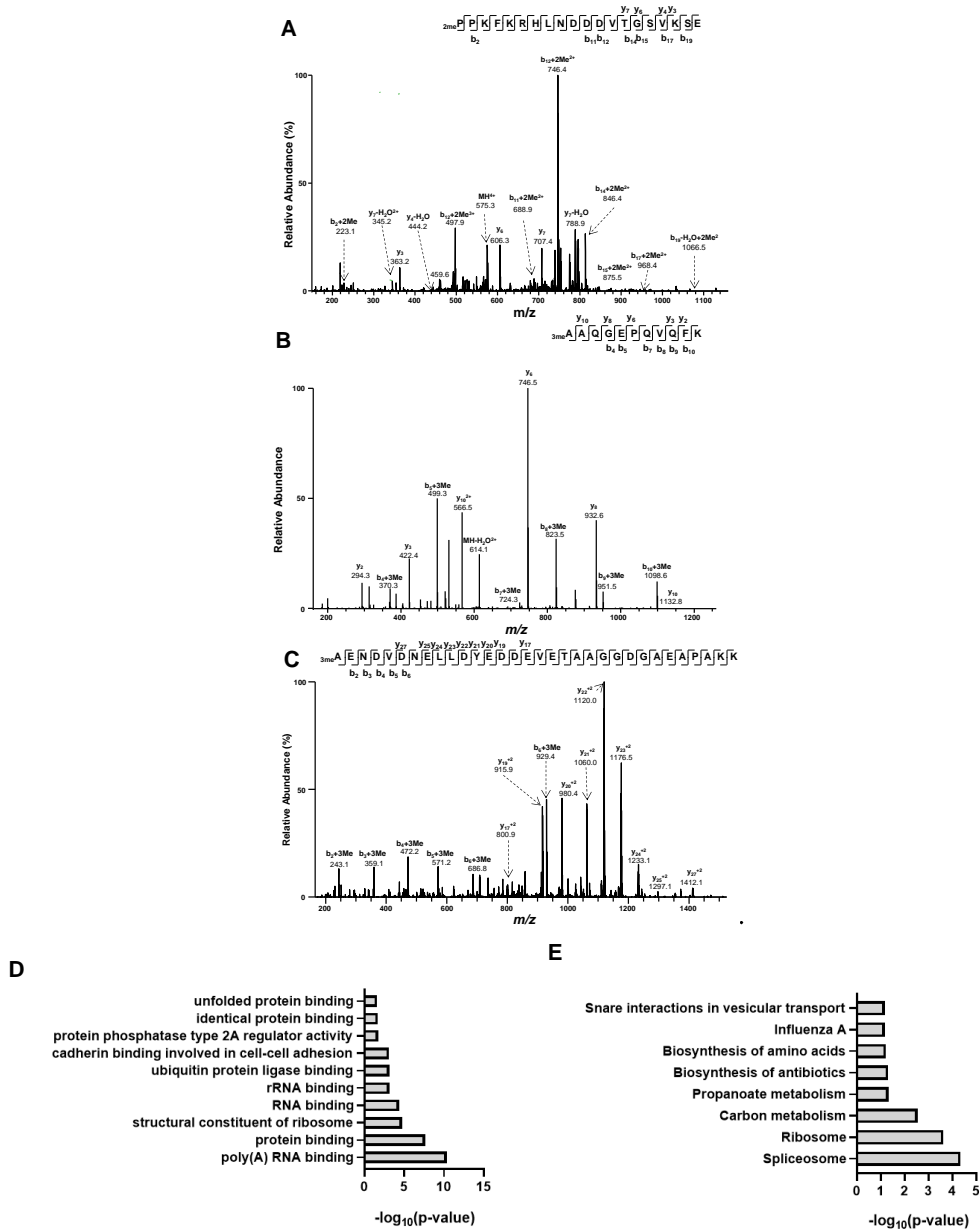 A
y7 y6 y4 y3
2me P P K F K R H L N D D D V T G S V K S E
b2 b11 b12 b14 b15 b17 b19
Relative Abundance (%)
100
50
0
b12+2Me2+
746.4
b2+2Me
223.1
y7-H2O2+
345.2
y3
363.2
y4-H2O
444.2
459.6
b12+2Me3+
497.9
MH4+
575.3
y6
606.3
b11+2Me2+
688.9
y7
707.4
y7-H2O
788.9
b14+2Me2+
846.4
b15+2Me2+
875.5
b17+2Me2+
968.4
b19-H2O+2Me2
1066.5
200 300 400 500 600 700 800 900 1000 1100
m/z
B
y10 y8 y6 y3 y2
3me A A Q G E P Q V Q F K
b4 b5 b7 b8 b9 b10
Relative Abundance
100
50
0
y2
294.3
b4+3Me
370.3
y3
422.4
b5+3Me
499.3
y102+
566.5
MH-H2O2+
614.1
b7+3Me
724.3
y6
746.5
b8+3Me
823.5
y8
932.6
b9+3Me
951.5
b10+3Me
1098.6
y10
1132.8
200 400 600 800 1000 1200
m/z
C
y27 y25 y24 y23 y22 y21 y20 y19 y17
3me A E N D V D N E L L D Y E D D E V E T A A G G D G A E A P A K K
b2 b3 b4 b5 b6
Relative Abundance (%)
100
50
0
b2+3Me
243.1
b3+3Me
359.1
b4+3Me
472.2
b5+3Me
571.2
b6+3Me
686.8
y17+2
800.9
y19+2
915.9
b8+3Me
929.4
y20+2
980.4
y21+2
1060.0
y22+2
1120.0
y23+2
1176.5
y24+2
1233.1
y25+2
1297.1
y27+2
1412.1
200 400 600 800 1000 1200 1400
m/z
D
unfolded protein binding
identical protein binding
protein phosphatase type 2A regulator activity
cadherin binding involved in cell-cell adhesion
ubiquitin protein ligase binding
rRNA binding
RNA binding
structural constituent of ribosome
protein binding
poly(A) RNA binding
0 5 10 15
-log10(p-value)
E
Snare interactions in vesicular transport
Influenza A
Biosynthesis of amino acids
Biosynthesis of antibiotics
Propanoate metabolism
Carbon metabolism
Ribosome
Spliceosome
0 1 2 3 4 5
-log10(p-value)